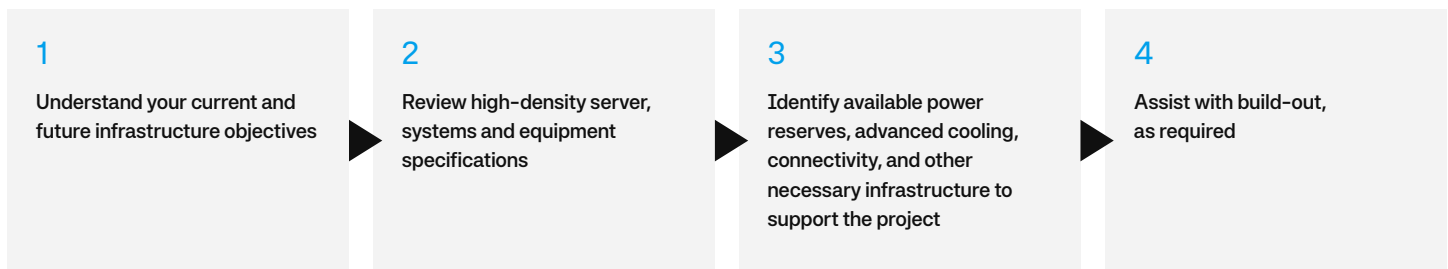 1
Understand your current and
future infrastructure objectives
2
Review high-density server,
systems and equipment
specifications
3
Identify available power
reserves, advanced cooling,
connectivity, and other
necessary infrastructure to
support the project
4
Assist with build-out,
as required